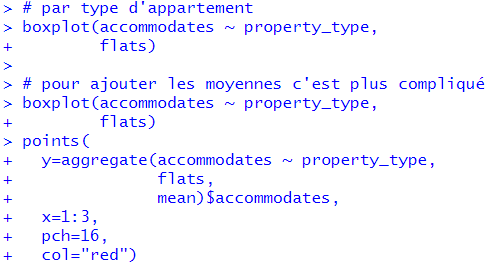 > # par type d'appartement
> boxplot(accommodates ~ property_type,
+         flats)
>
> # pour ajouter les moyennes c'est plus compliqué
> boxplot(accommodates ~ property_type,
+         flats)
> points(
+   y=aggregate(accommodates ~ property_type,
+               flats,
+               mean)$accommodates,
+   x=1:3,
+   pch=16,
+   col="red")